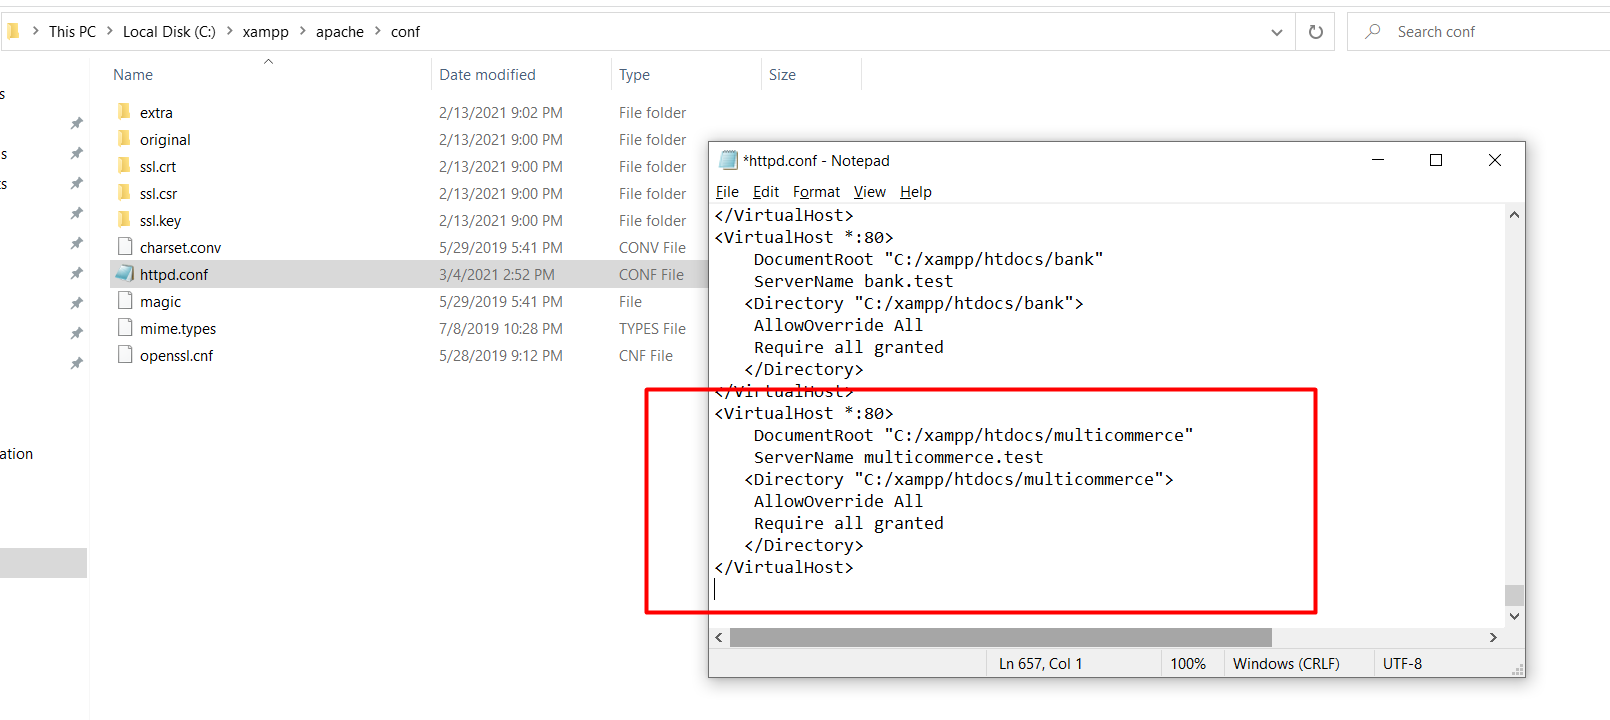 This PC > Local Disk (C:) > xampp > apache > conf
Search conf
Name Date modified Type Size
s
extra 2/13/2021 9:02 PM File folder
original 2/13/2021 9:00 PM File folder
s
ssl.crt 2/13/2021 9:00 PM File folder
ts
ssl.csr 2/13/2021 9:00 PM File folder
ssl.key 2/13/2021 9:00 PM File folder
charset.conv 5/29/2019 5:41 PM CONV File
httpd.conf 3/4/2021 2:52 PM CONF File
magic 5/29/2019 5:41 PM File
mime.types 7/8/2019 10:28 PM TYPES File
openssl.cnf 5/28/2019 9:12 PM CNF File
ation
*httpd.conf - Notepad
File Edit Format View Help
</VirtualHost>
<VirtualHost *:80>
    DocumentRoot "C:/xampp/htdocs/bank"
    ServerName bank.test
   <Directory "C:/xampp/htdocs/bank">
    AllowOverride All
    Require all granted
   </Directory>
</VirtualHost>
<VirtualHost *:80>
    DocumentRoot "C:/xampp/htdocs/multicommerce"
    ServerName multicommerce.test
   <Directory "C:/xampp/htdocs/multicommerce">
    AllowOverride All
    Require all granted
   </Directory>
</VirtualHost>
Ln 657, Col 1 100% Windows (CRLF) UTF-8